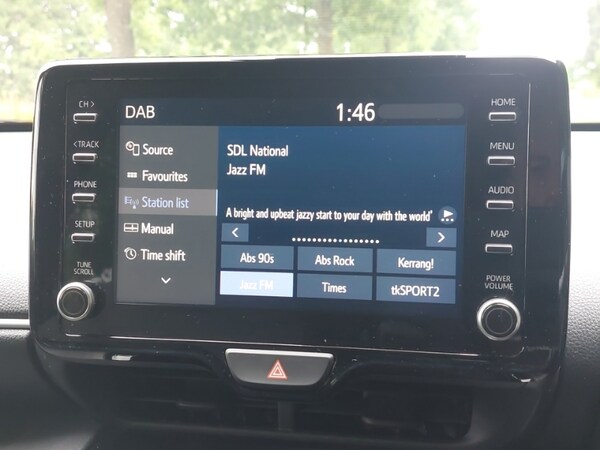 DAB
1:46
CH >
< TRACK
PHONE
SETUP
TUNE
SCROLL
Source
Favourites
Station list
Manual
Time shift
SDL National
Jazz FM
A bright and upbeat jazzy start to your day with the world'
Abs 90s
Abs Rock
Kerrang!
Jazz FM
Times
tkSPORT2
HOME
MENU
AUDIO
MAP
POWER
VOLUME